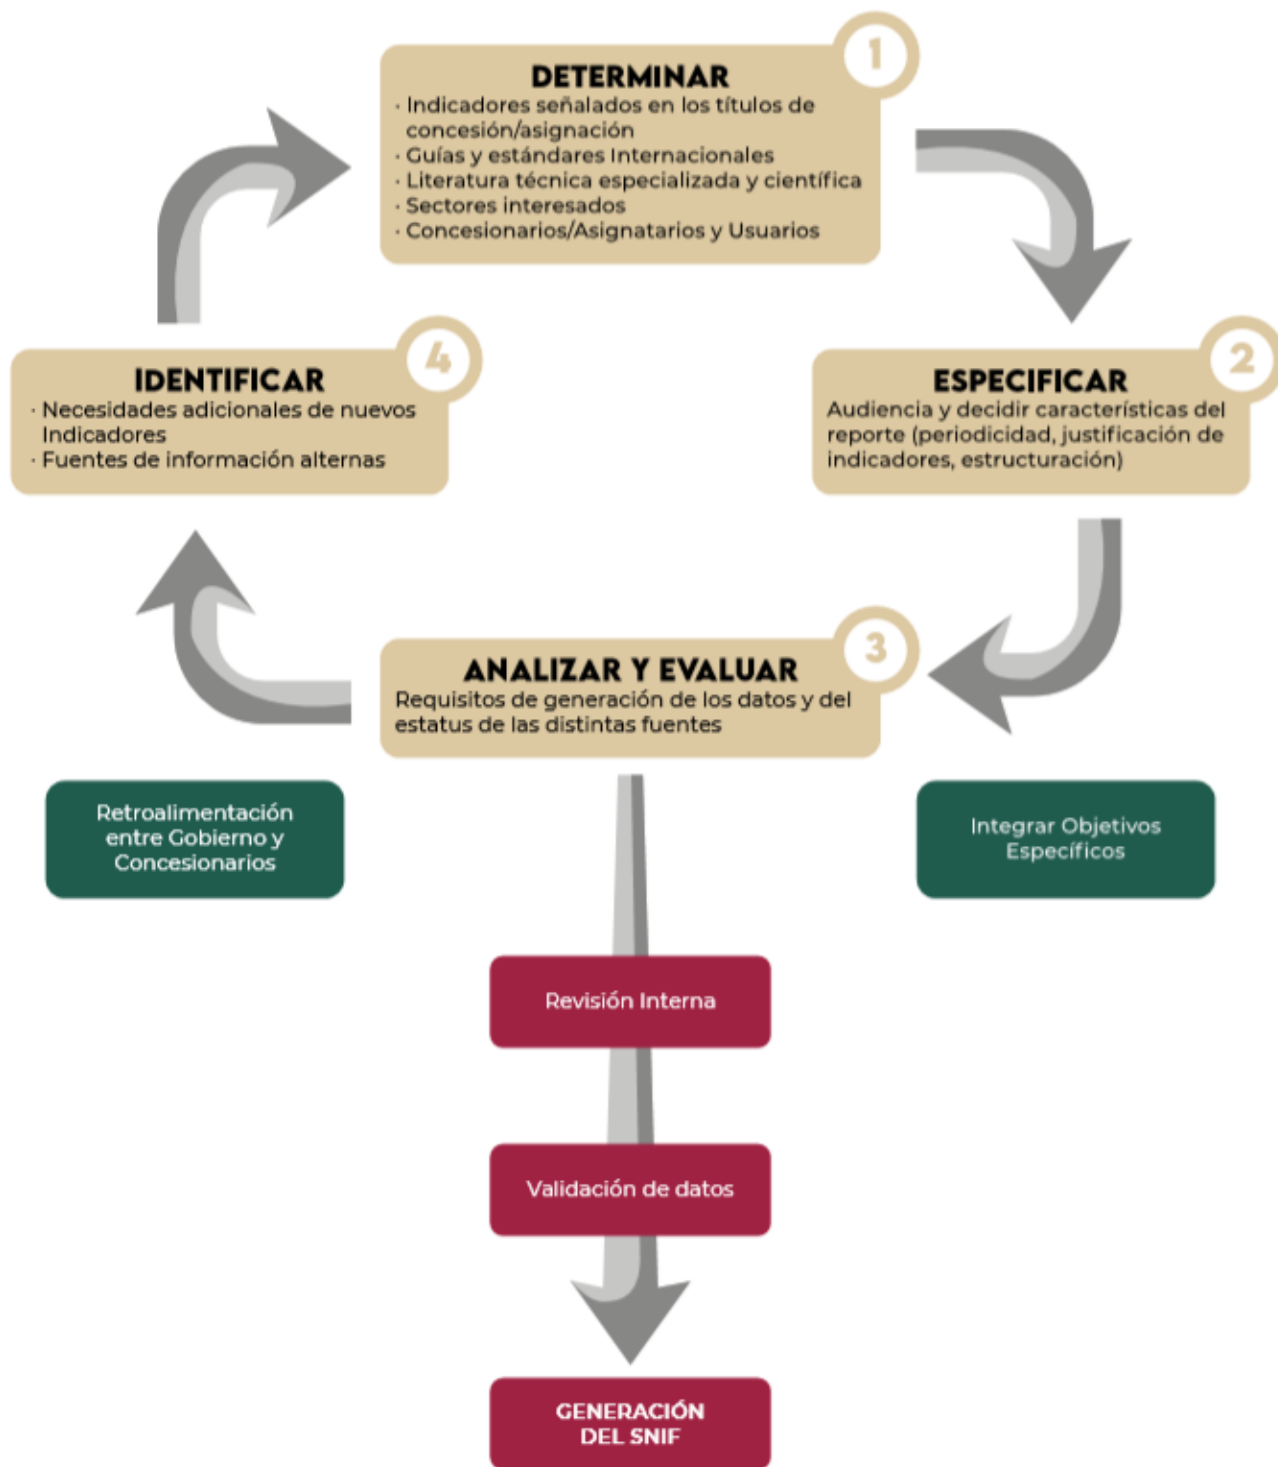 1
DETERMINAR
· Indicadores señalados en los títulos de
concesión/asignación
· Guías y estándares Internacionales
· Literatura técnica especializada y científica
· Sectores interesados
· Concesionarios/Asignatarios y Usuarios
2
ESPECIFICAR
Audiencia y decidir características del
reporte (periodicidad, justificación de
indicadores, estructuración)
3
ANALIZAR Y EVALUAR
Requisitos de generación de los datos y del
estatus de las distintas fuentes
4
IDENTIFICAR
· Necesidades adicionales de nuevos
Indicadores
· Fuentes de información alternas
Retroalimentación
entre Gobierno y
Concesionarios
Integrar Objetivos
Específicos
Revisión Interna
Validación de datos
GENERACIÓN
DEL SNIF